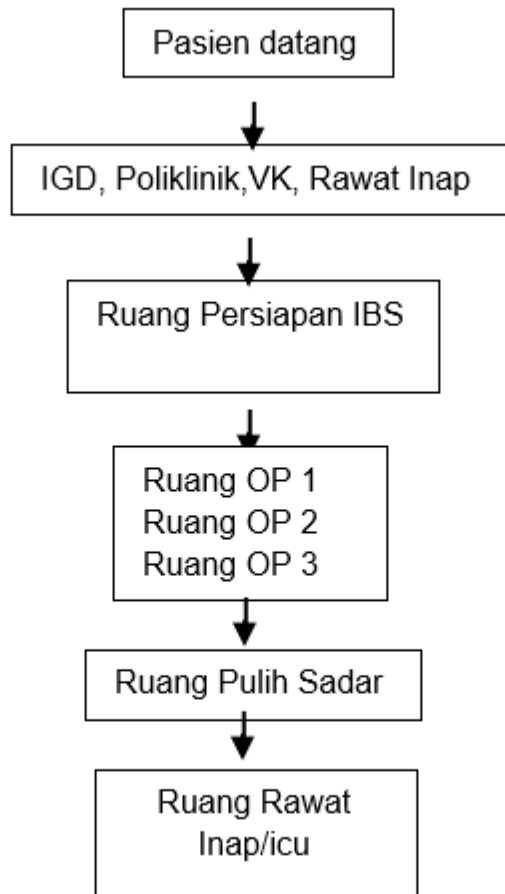 Pasien datang
IGD, Poliklinik,VK, Rawat Inap
Ruang Persiapan IBS
Ruang OP 1
Ruang OP 2
Ruang OP 3
Ruang Pulih Sadar
Ruang Rawat
Inap/icu